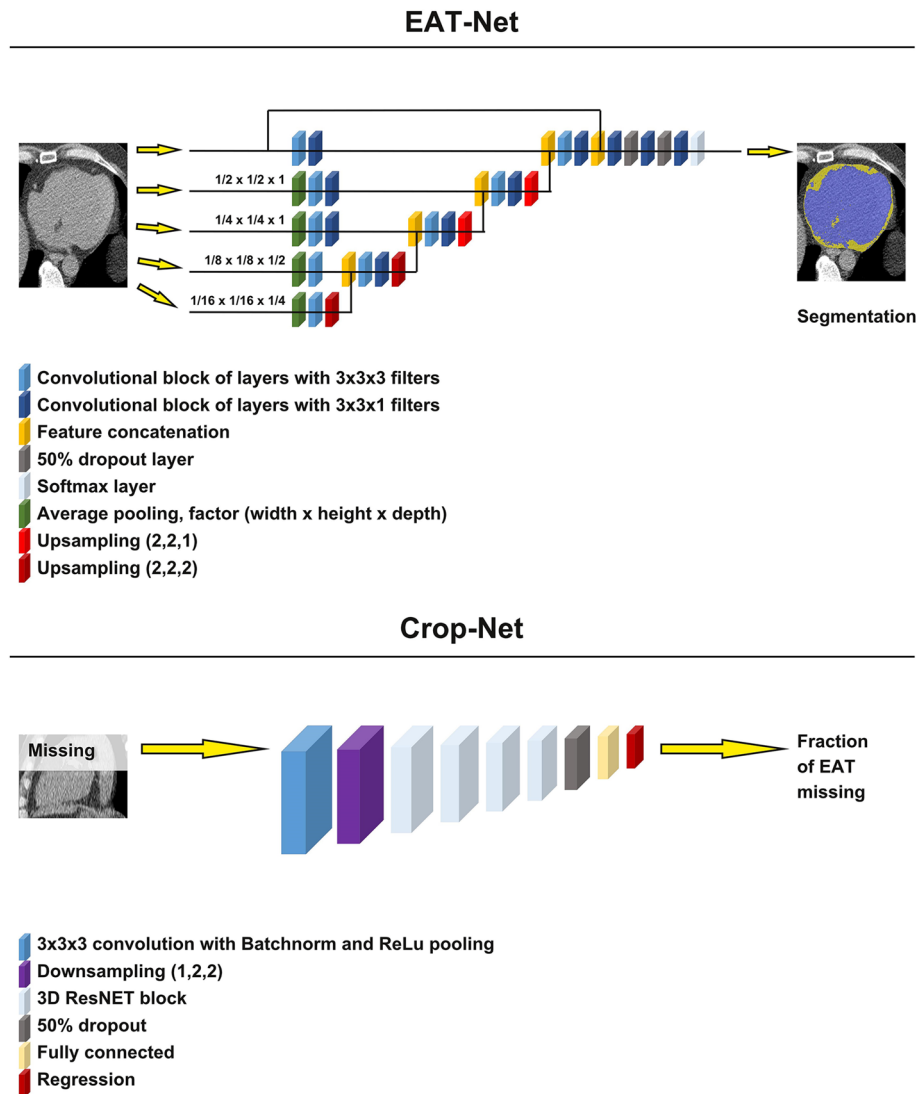 EAT-Net
1/2 x 1/2 x 1
1/4 x 1/4 x 1
1/8 x 1/8 x 1/2
1/16 x 1/16 x 1/4
Segmentation
Convolutional block of layers with 3x3x3 filters
Convolutional block of layers with 3x3x1 filters
Feature concatenation
50% dropout layer
Softmax layer
Average pooling, factor (width x height x depth)
Upsampling (2,2,1)
Upsampling (2,2,2)
Crop-Net
Missing
Fraction
of EAT
missing
3x3x3 convolution with Batchnorm and ReLu pooling
Downsampling (1,2,2)
3D ResNET block
50% dropout
Fully connected
Regression